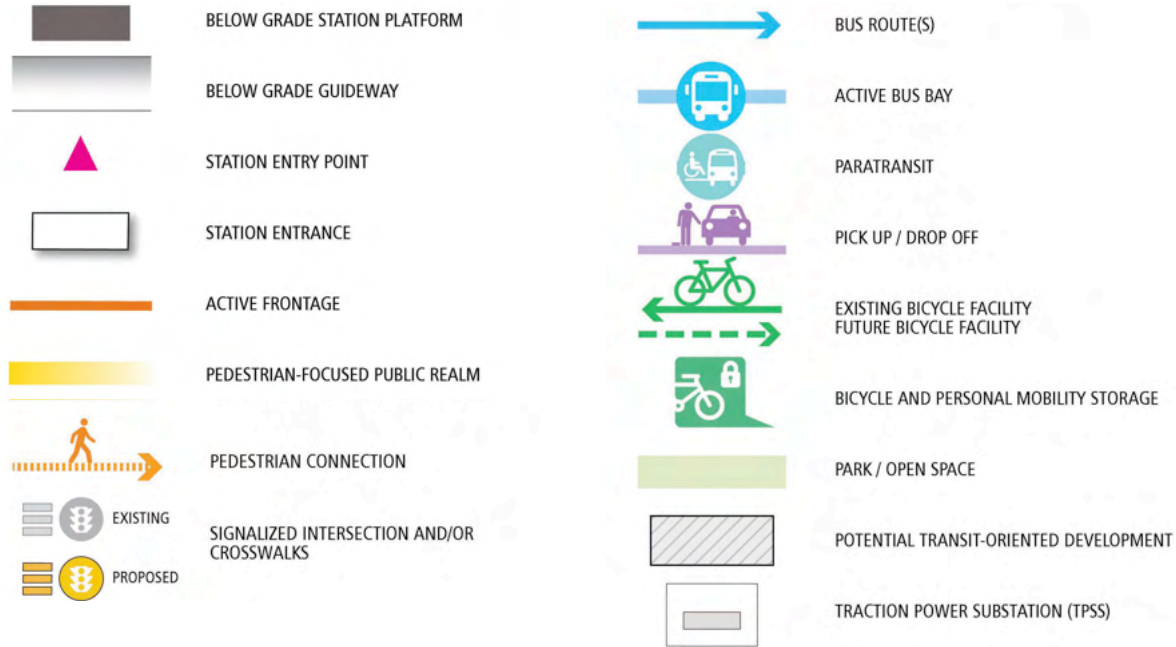 BELOW GRADE STATION PLATFORM
BELOW GRADE GUIDEWAY
STATION ENTRY POINT
STATION ENTRANCE
ACTIVE FRONTAGE
PEDESTRIAN-FOCUSED PUBLIC REALM
PEDESTRIAN CONNECTION
EXISTING
PROPOSED
SIGNALIZED INTERSECTION AND/OR
CROSSWALKS
BUS ROUTE(S)
ACTIVE BUS BAY
PARATRANSIT
PICK UP / DROP OFF
EXISTING BICYCLE FACILITY
FUTURE BICYCLE FACILITY
BICYCLE AND PERSONAL MOBILITY STORAGE
PARK / OPEN SPACE
POTENTIAL TRANSIT-ORIENTED DEVELOPMENT
TRACTION POWER SUBSTATION (TPSS)